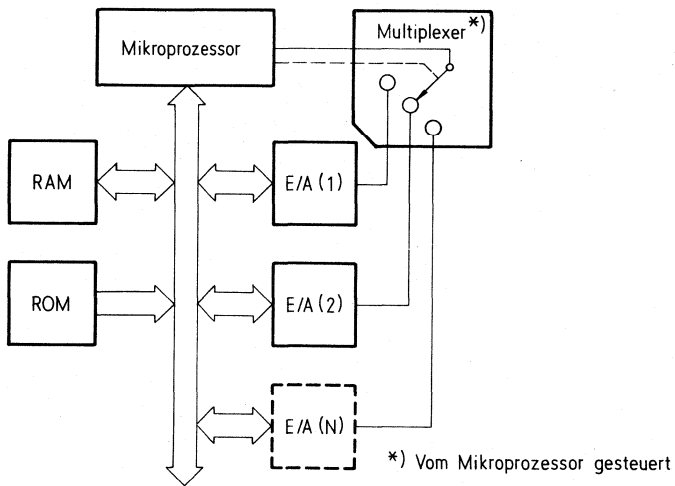 Mikroprozessor
Multiplexer*)
RAM
E/A (1)
ROM
E/A (2)
E/A (N)
*) Vom Mikroprozessor gesteuert